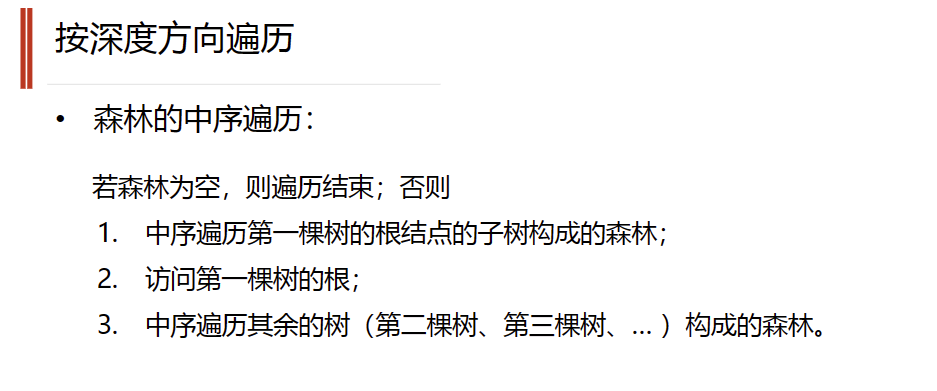 按深度方向遍历
• 森林的中序遍历：
若森林为空，则遍历结束；否则
1. 中序遍历第一棵树的根结点的子树构成的森林；
2. 访问第一棵树的根；
3. 中序遍历其余的树（第二棵树、第三棵树、… ）构成的森林。